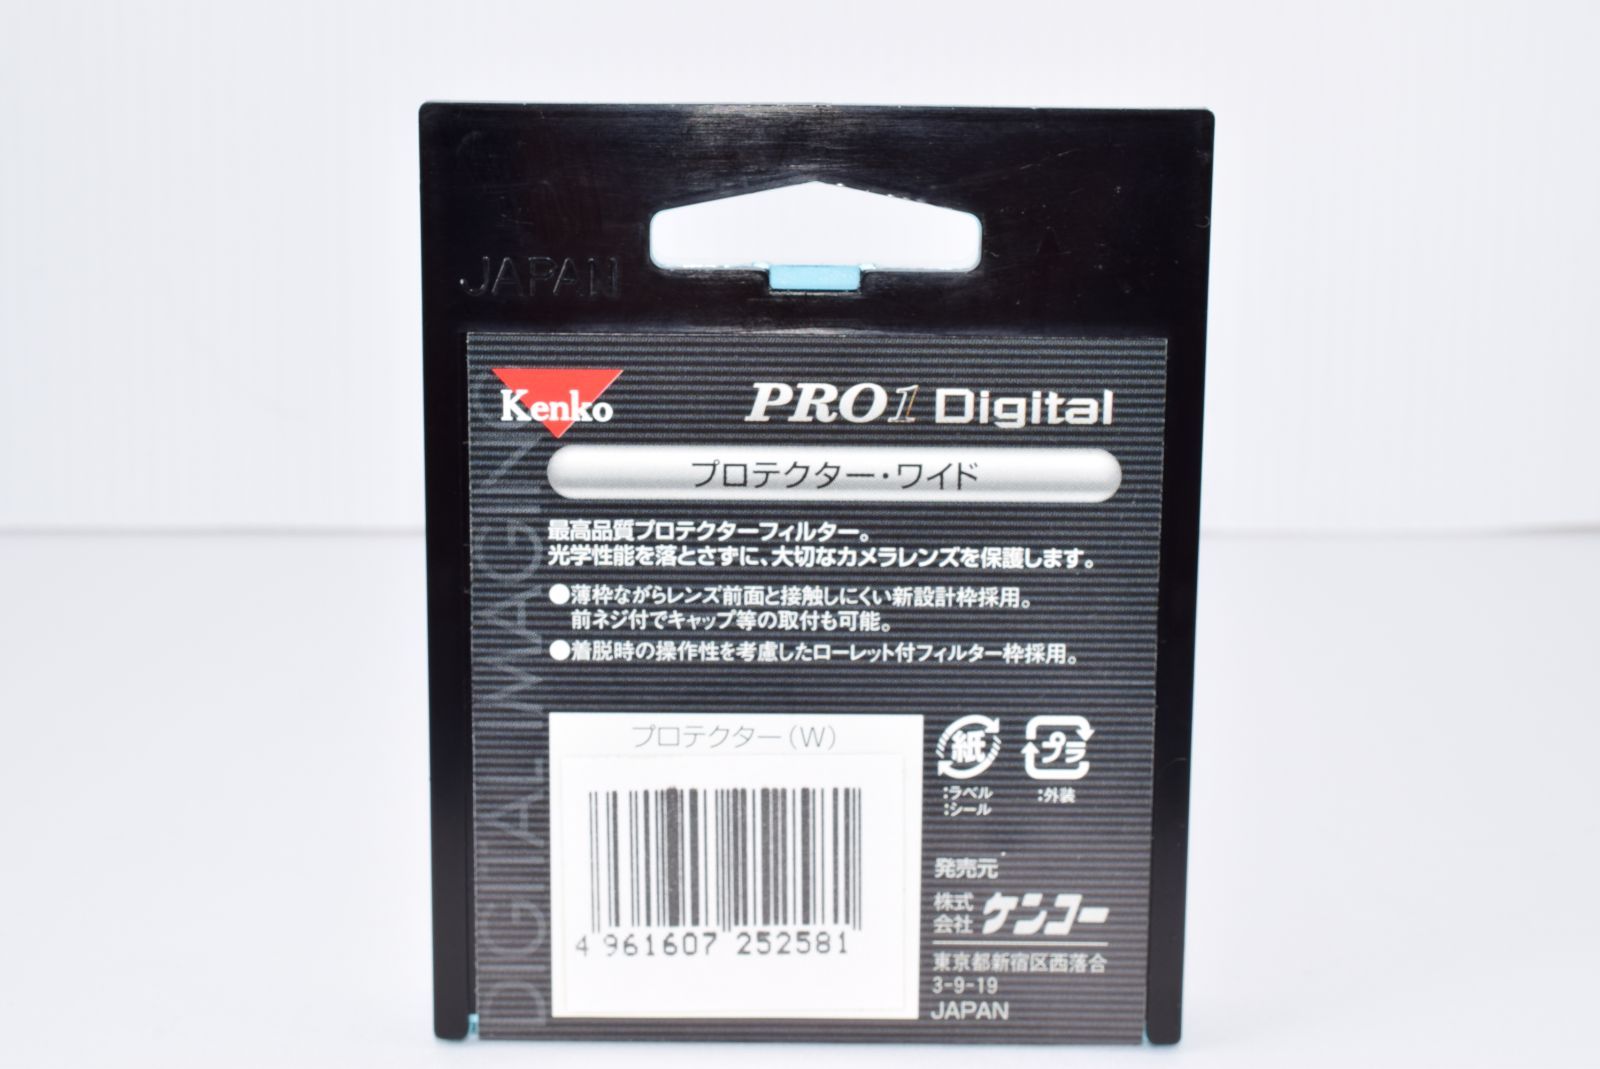 JAPAN
Kenko
PRO1 Digital
プロテクター・ワイド
最高品質プロテクターフィルター。
光学性能を落とさずに、大切なカメラレンズを保護します。
●薄枠ながらレンズ前面と接触しにくい新設計枠採用。
前ネジ付でキャップ等の取付も可能。
●着脱時の操作性を考慮したローレット付フィルター枠採用。
DIGITAL IMAGING
プロテクター(W)
4 961607 252581
紙
:ラベル
:シール
プラ
:外装
発売元
株式会社 ケンコー
東京都新宿区西落合
3-9-19
JAPAN